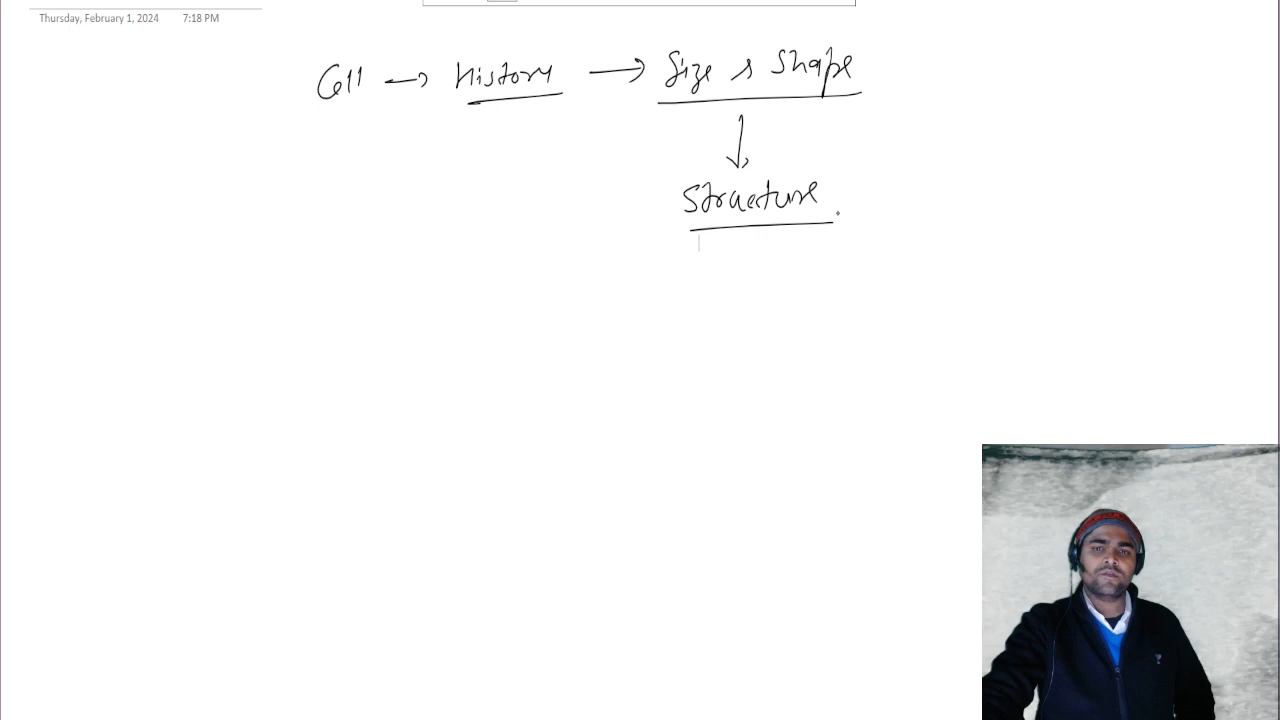 Thursday, February 1, 2024 7:18 PM
Cell → History → Size & Shape
↓
Structure.